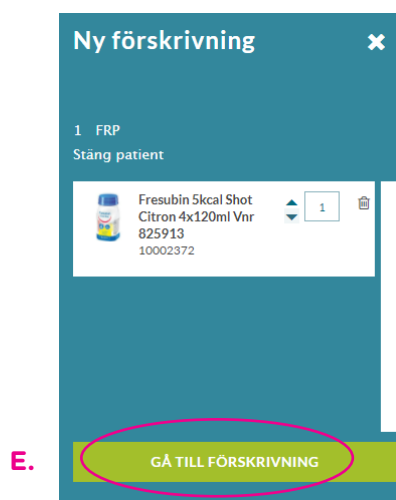 Ny förskrivning ✖
1 FRP
Stäng patient
Fresubin 5kcal Shot
Citron 4x120ml Vnr
825913
10002372
1
E.
GÅ TILL FÖRSKRIVNING